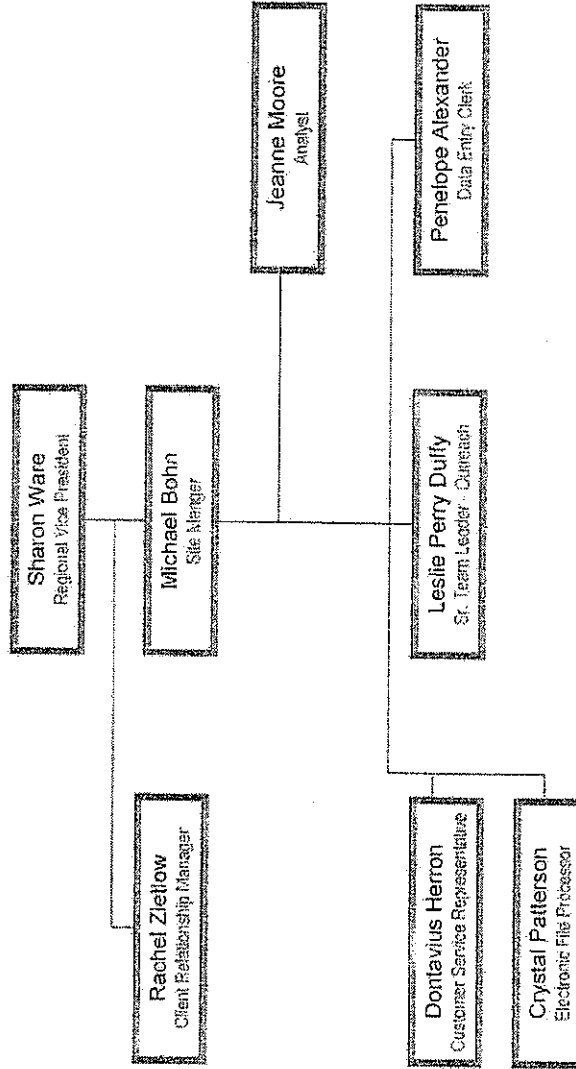 Sharon Ware
Regional Vice President
Rachel Zietlow
Client Relationship Manager
Michael Bohn
Site Manger
Jeanne Moore
Analyst
Dontavius Herron
Customer Service Representative
Leslie Perry Duffy
Sr. Team Leader - Outreach
Penelope Alexander
Data Entry Clerk
Crystal Patterson
Electronic File Processor